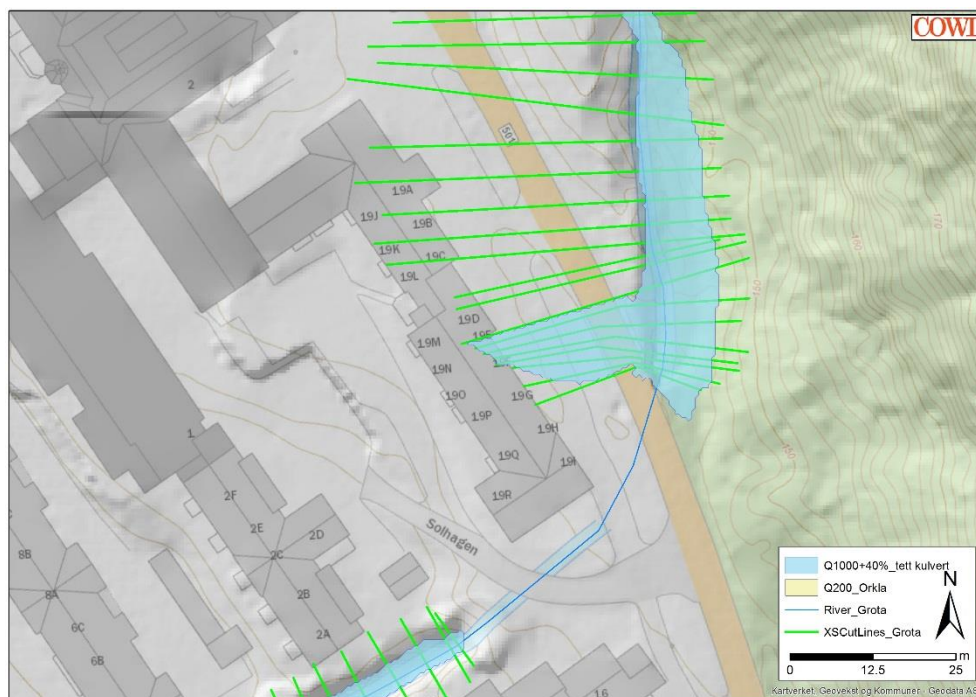 COWI
2
501
19A
19J
19B
19K
19C
19L
160
170
150
19D
19M
19E
19N
19O
19G
19P
19H
1
19Q
19I
2F
19R
150
2E
2D
Solhagen
8B
2C
8A
2B
6C
2A
6B
16
Q1000+40%_tett kulvert
Q200_Orkla
River_Grota
XSCutLines_Grota
N
m
0 12.5 25
Kartverket, Geovekst og Kommuner - Geodata AS